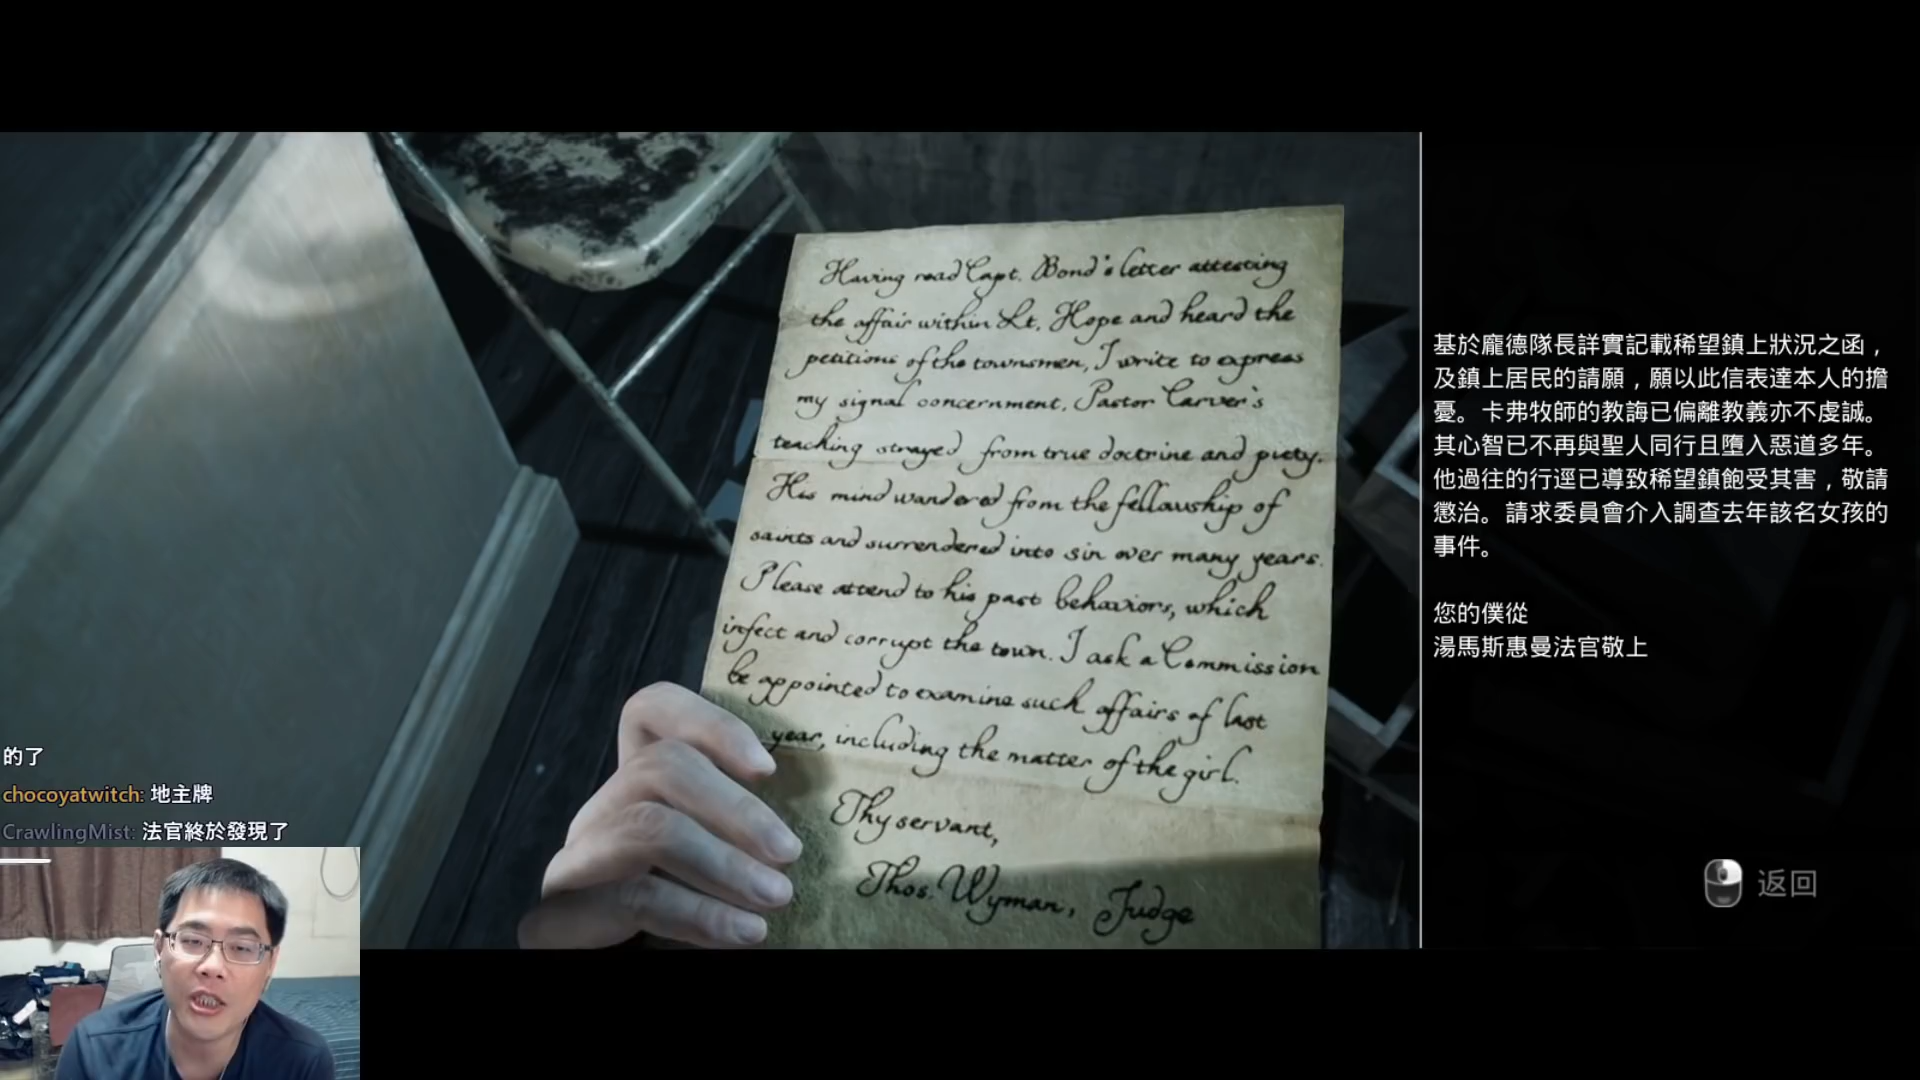 Having read Capt. Bond's letter attesting
the affair within Lt. Hope and heard the
petitions of the townsmen, I write to express
my signal concernment, Pastor Carver's
teaching strayed from true doctrine and piety.
His mind wandered from the fellowship of
saints and surrendered into sin over many years.
Please attend to his past behaviors, which
infect and corrupt the town. I ask a Commission
be appointed to examine such affairs of last
year, including the matter of the girl.
Thy servant,
Thos. Wyman, Judge
基於龐德隊長詳實記載稀望鎮上狀況之函，
及鎮上居民的請願，願以此信表達本人的擔
憂。卡弗牧師的教誨已偏離教義亦不虔誠。
其心智已不再與聖人同行且墮入惡道多年。
他過往的行逕已導致稀望鎮飽受其害，敬請
懲治。請求委員會介入調查去年該名女孩的
事件。
您的僕從
湯馬斯惠曼法官敬上
返回
的了
chocoyatwitch: 地主牌
CrawlingMist: 法官終於發現了